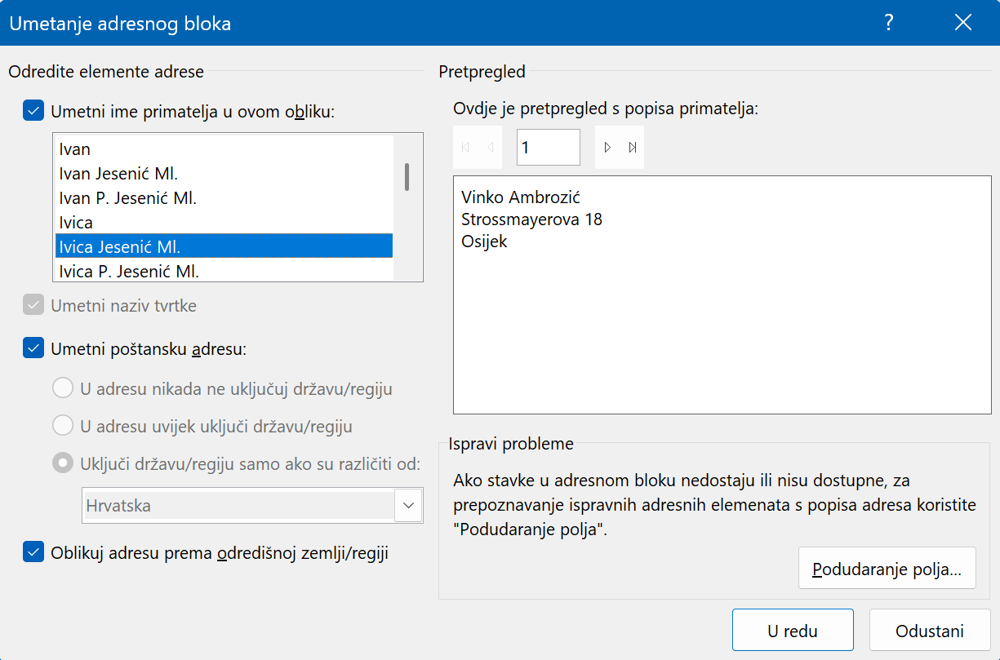 Umetanje adresnog bloka
?
Odredite elemente adrese
Umetni ime primatelja u ovom obliku:
Ivan
Ivan Jesenić Ml.
Ivan P. Jesenić Ml.
Ivica
Ivica Jesenić Ml.
Ivica P. Jesenić Ml.
Umetni naziv tvrtke
Umetni poštansku adresu:
U adresu nikada ne uključuj državu/regiju
U adresu uvijek uključi državu/regiju
Uključi državu/regiju samo ako su različiti od:
Hrvatska
Oblikuj adresu prema odredišnoj zemlji/regiji
Pretpregled
Ovdje je pretpregled s popisa primatelja:
1
Vinko Ambrozić
Strossmayerova 18
Osijek
Ispravi probleme
Ako stavke u adresnom bloku nedostaju ili nisu dostupne, za
prepoznavanje ispravnih adresnih elemenata s popisa adresa koristite
"Podudaranje polja".
Podudaranje polja...
U redu
Odustani